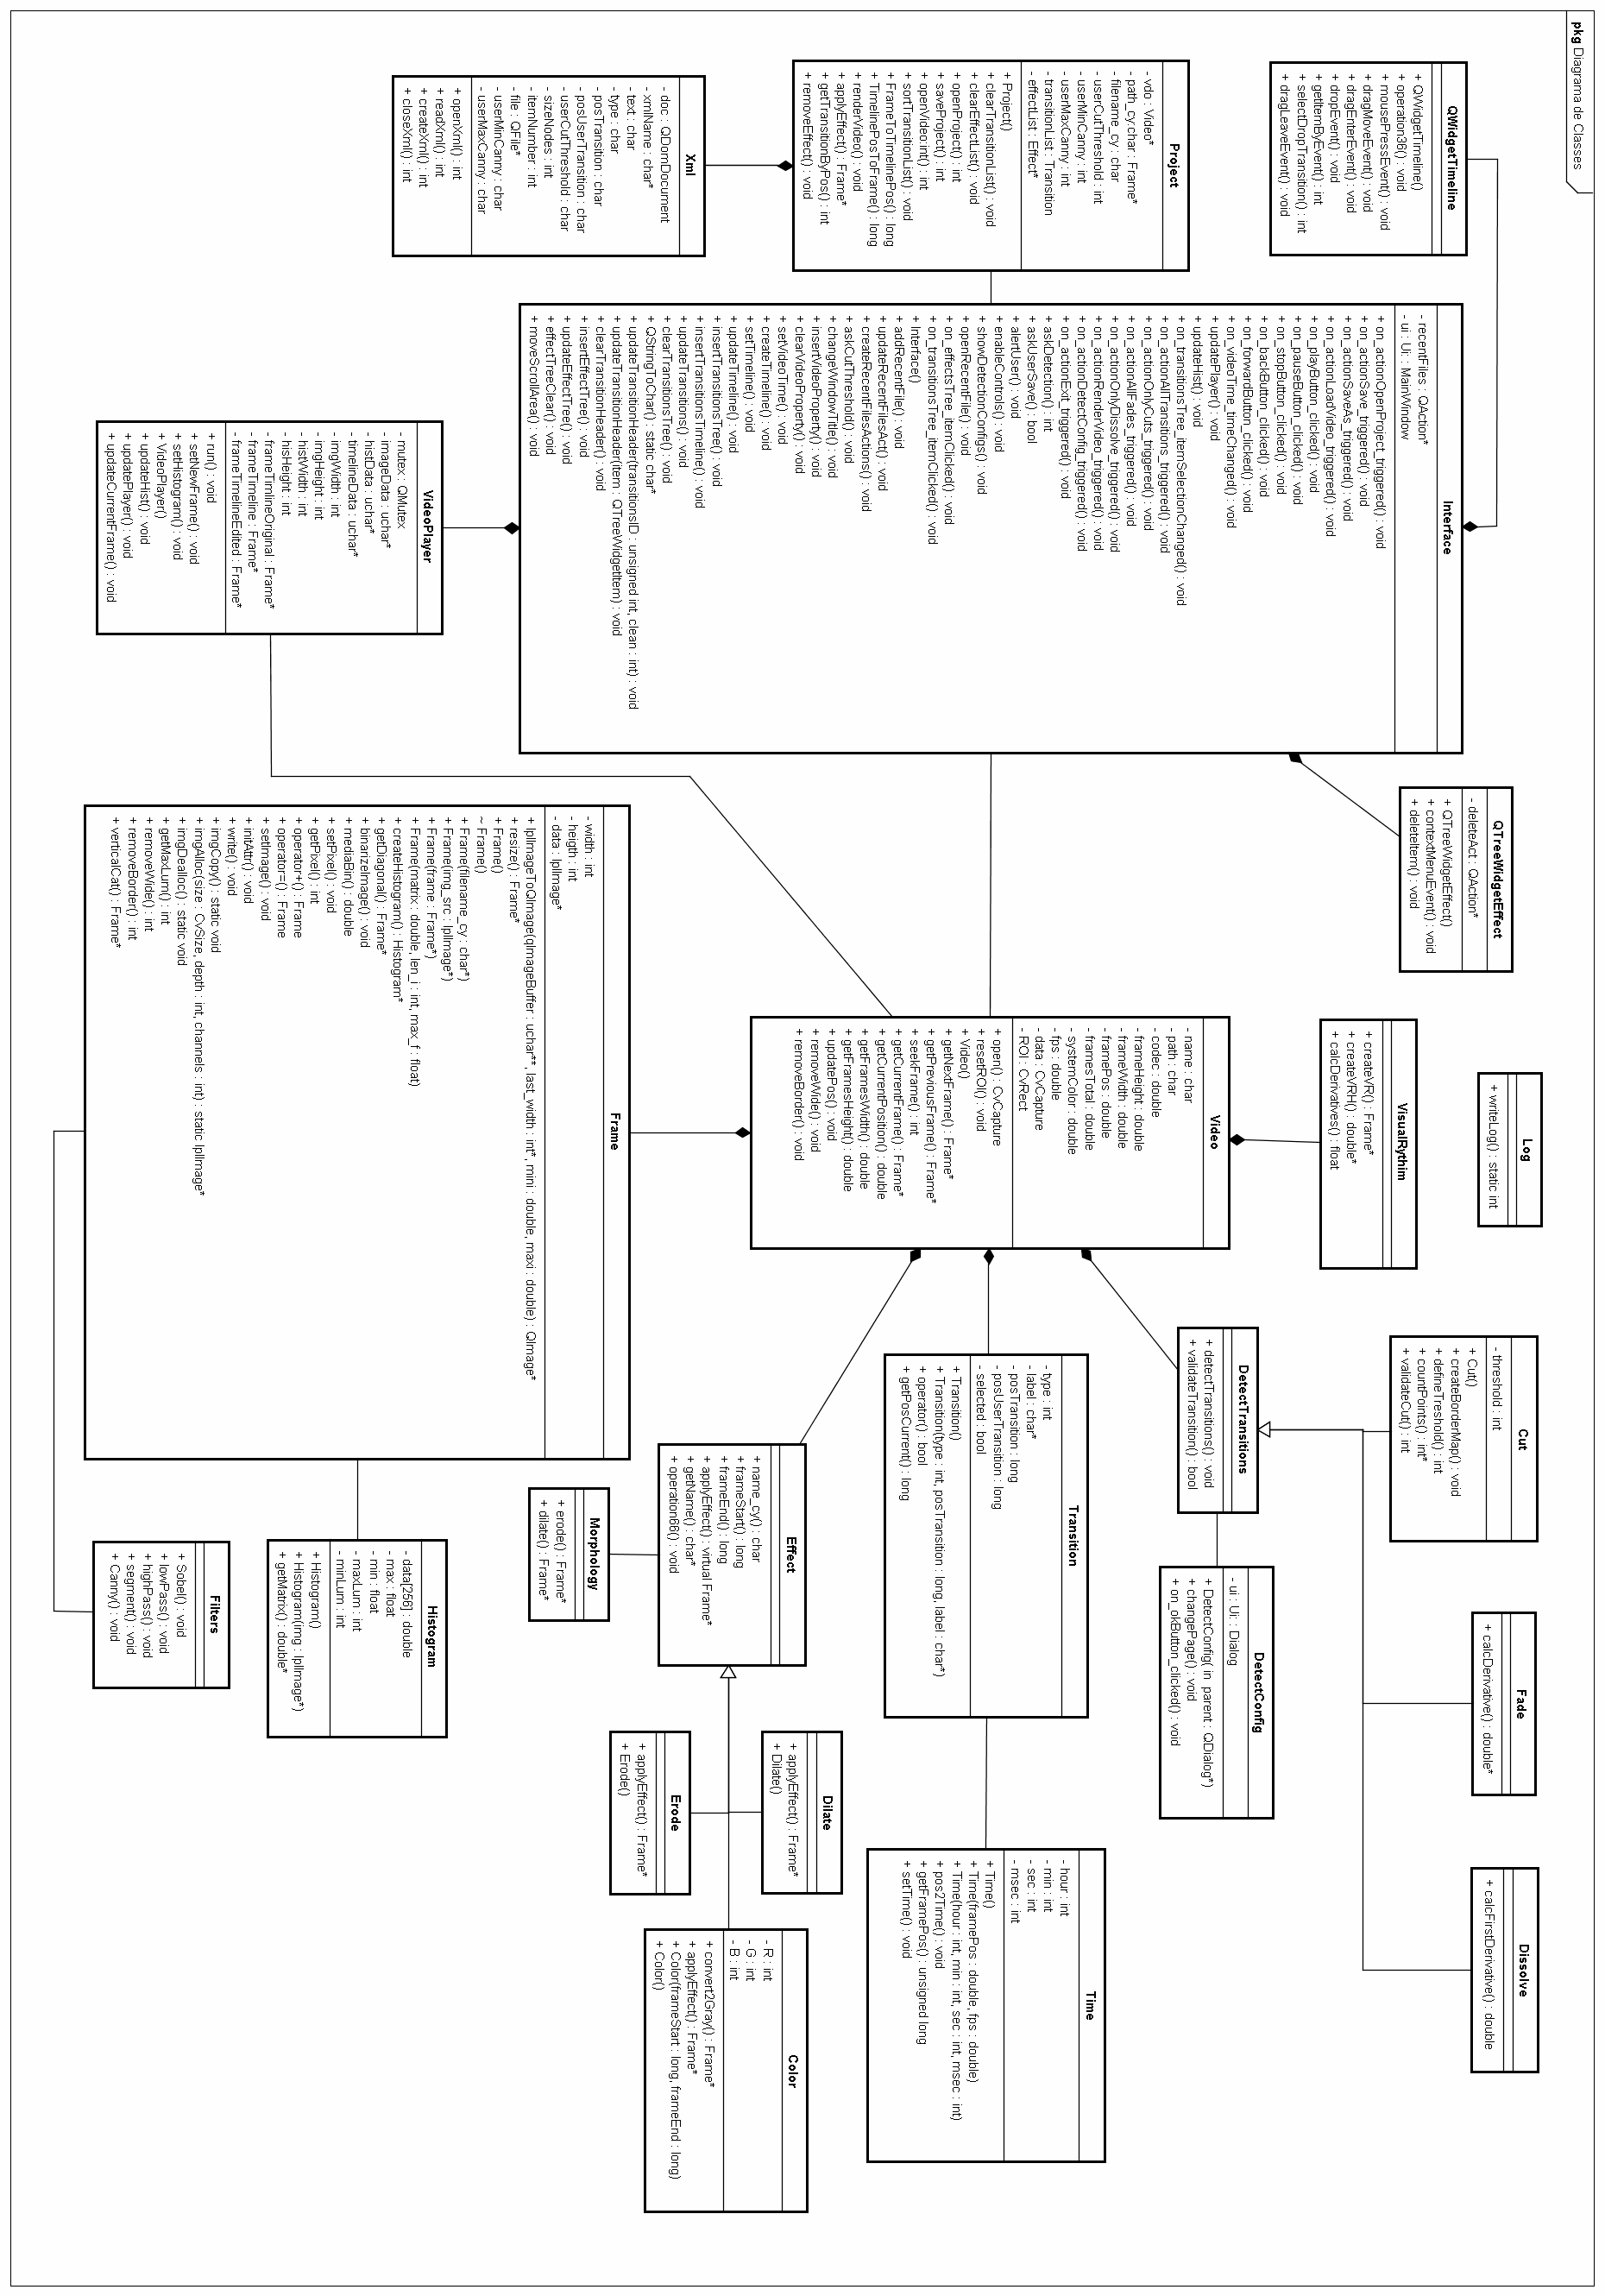 pkg Diagrama de Classes
QWidgetTimeline
+ QWidgetTimeline()
+ operation36() : void
+ mousePressEvent() : void
+ dragMoveEvent() : void
+ dragEnterEvent() : void
+ dropEvent() : void
+ getItemByEvent() : int
+ selectDropTransition() : int
+ dragLeaveEvent() : void
Project
- vdo : Video*
- path_cy:char : Frame*
- filename_cy : char
- userCutThreshold : int
- userMinCanny : int
- userMaxCanny : int
- transitionList : Transition
- effectList : Effect*
+ Project()
+ clearTransitionList() : void
+ clearEffectList() : void
+ openProject() : int
+ saveProject() : int
+ openVideo:int() : int
+ sortTransitionList() : void
+ FrameToTimelinePos() : long
+ TimelinePosToFrame() : long
+ renderVideo() : void
+ applyEffect() : Frame*
+ getTransitionByPos() : int
+ removeEffect() : void
Xml
- doc : QDomDocument
- xmlName : char*
- text : char
- type : char
- posTransition : char
- posUserTransition : char
- userCutThreshold : char
- sizeNodes : int
- itemNumber : int
- file : QFile*
- userMinCanny : char
- userMaxCanny : char
+ openXml() : int
+ readXml() : int
+ createXml() : int
+ closeXml() : int
Interface
- recentFiles : QAction*
- ui : Ui: : MainWindow
+ on_actionOpenProject_triggered() : void
+ on_actionSave_triggered() : void
+ on_actionSaveAs_triggered() : void
+ on_actionLoadVideo_triggered() : void
+ on_playButton_clicked() : void
+ on_pauseButton_clicked() : void
+ on_stopButton_clicked() : void
+ on_backButton_clicked() : void
+ on_forwardButton_clicked() : void
+ on_videoTime_timeChanged() : void
+ updatePlayer() : void
+ updateHist() : void
+ on_transitionsTree_itemSelectionChanged() : void
+ on_actionAllTransitions_triggered() : void
+ on_actionOnlyCuts_triggered() : void
+ on_actionAllFades_triggered() : void
+ on_actionOnlyDissolve_triggered() : void
+ on_actionRenderVideo_triggered() : void
+ on_actionDetectConfig_triggered() : void
+ on_actionExit_triggered() : void
+ askDetection() : int
+ askUserSave() : bool
+ alertUser() : void
+ enableControls() : void
+ showDetectionConfigs() : void
+ openRecentFile() : void
+ on_effectsTree_itemClicked() : void
+ on_transitionsTree_itemClicked() : void
+ Interface()
+ addRecentFile() : void
+ updateRecentFilesAct() : void
+ createRecentFilesActions() : void
+ askCutThreshold() : void
+ changeWindowTitle() : void
+ insertVideoProperty() : void
+ clearVideoProperty() : void
+ setVideoTime() : void
+ createTimeline() : void
+ setTimeline() : void
+ updateTimeline() : void
+ insertTransitionsTree() : void
+ insertTransitionsTimeline() : void
+ updateTransitions() : void
+ clearTransitionsTree() : void
+ QStringToChar() : static char*
+ updateTransitionHeader(transitionsID : unsigned int, clean : int) : void
+ updateTransitionHeader(item : QTreeWidgetItem) : void
+ clearTransitionHeader() : void
+ insertEffectTree() : void
+ updateEffectTree() : void
+ effectTreeClear() : void
+ moveScrollArea() : void
VideoPlayer
- mutex : QMutex
- imageData : uchar*
- histData : uchar*
- timelineData : uchar*
- imgWidth : int
- imgHeight : int
- histWidth : int
- hisHeight : int
- frameTimlineOriginal : Frame*
- frameTimeline : Frame*
- frameTimelineEdited : Frame*
+ run() : void
+ setNewFrame() : void
+ setHistogram() : void
+ VideoPlayer()
+ updateHist() : void
+ updatePlayer() : void
+ updateCurrentFrame() : void
QTreeWidgetEffect
- deleteAct : QAction*
+ QTreeWidgetEffect()
+ contextMenuEvent() : void
+ deleteItem() : void
Frame
- width : int
- heigth : int
- data : IplImage*
+ IplImageToQImage(qImageBuffer : uchar** , last_width : int* , mini : double, maxi : double) : QImage*
+ resize() : Frame*
+ Frame()
~ Frame()
+ Frame(filename_cy : char*)
+ Frame(img_src : IplImage*)
+ Frame(frame : Frame*)
+ Frame(matrix : double, len_i : int, max_f : float)
+ createHistogram() : Histogram*
+ getDiagonal() : Frame*
+ binarizeImage() : void
+ mediaBin() : double
+ setPixel() : void
+ getPixel() : int
+ operator+() : Frame
+ operator=() : Frame
+ setImage() : void
+ initAttr() : void
+ write() : void
+ imgCopy() : static void
+ imgAlloc(size : CvSize, depth : int, channels : int) : static IplImage*
+ imgDealloc() : static void
+ getMaxLum() : int
+ removeWide() : int
+ removeBorder() : int
+ verticalCat() : Frame*
Video
- name : char
- path : char
- codec : double
- frameHeight : double
- frameWidth : double
- framePos : double
- framesTotal : double
- systemColor : double
- fps : double
- data : CvCapture
- ROI : CvRect
+ open() : CvCapture
+ resetROI() : void
+ Video()
+ getNextFrame() : Frame*
+ getPreviousFrame() : Frame*
+ seekFrame() : int
+ getCurrentFrame() : Frame*
+ getCurrentPosition() : double
+ getFramesWidth() : double
+ getFramesHeight() : double
+ updatePos() : void
+ removeWide() : void
+ removeBorder() : void
VisualRythim
+ createVR() : Frame*
+ createVRH() : double*
+ calcDerivatives() : float
Log
+ writeLog() : static int
Cut
- threshold : int
+ Cut()
+ createBorderMap() : void
+ defineTreshold() : int
+ countPoints() : int*
+ validateCut() : int
DetectTransitions
+ detectTransitions() : void
+ validateTransition() : bool
Transition
- type : int
- label : char*
- posTransition : long
- posUserTransition : long
- selected : bool
+ Transition()
+ Transition(type : int, posTransition : long, label : char*)
+ operator() : bool
+ getPosCurrent() : long
Effect
+ name_cy() : char
+ frameStart() : long
+ frameEnd() : long
+ applyEffect() : virtual Frame*
+ getName() : char*
+ operation66() : void
Morphology
+ erode() : Frame*
+ dilate() : Frame*
Histogram
- data[256] : double
- max : float
- min : float
- maxLum : int
- minLum : int
+ Histogram()
+ Histogram(img : IplImage*)
+ getMatrix() : double*
Filters
+ Sobel() : void
+ lowPass() : void
+ highPass() : void
+ segment() : void
+ Canny() : void
DetectConfig
- ui : Ui: : Dialog
+ DetectConfig( in parent : QDialog*)
+ changePage() : void
+ on_okButton_clicked() : void
Fade
+ calcDerivative() : double*
Dissolve
+ calcFirstDerivative() : double
Dilate
+ applyEffect() : Frame*
+ Dilate()
Erode
+ applyEffect() : Frame*
+ Erode()
Time
- hour : int
- min : int
- sec : int
- msec : int
+ Time()
+ Time(framePos : double, fps : double)
+ Time(hour : int, min : int, sec : int, msec : int)
+ pos2Time() : void
+ getFramePos() : unsigned long
+ setTime() : void
Color
- R : int
- G : int
- B : int
+ convert2Gray() : Frame*
+ applyEffect() : Frame*
+ Color(frameStart : long, frameEnd : long)
+ Color()